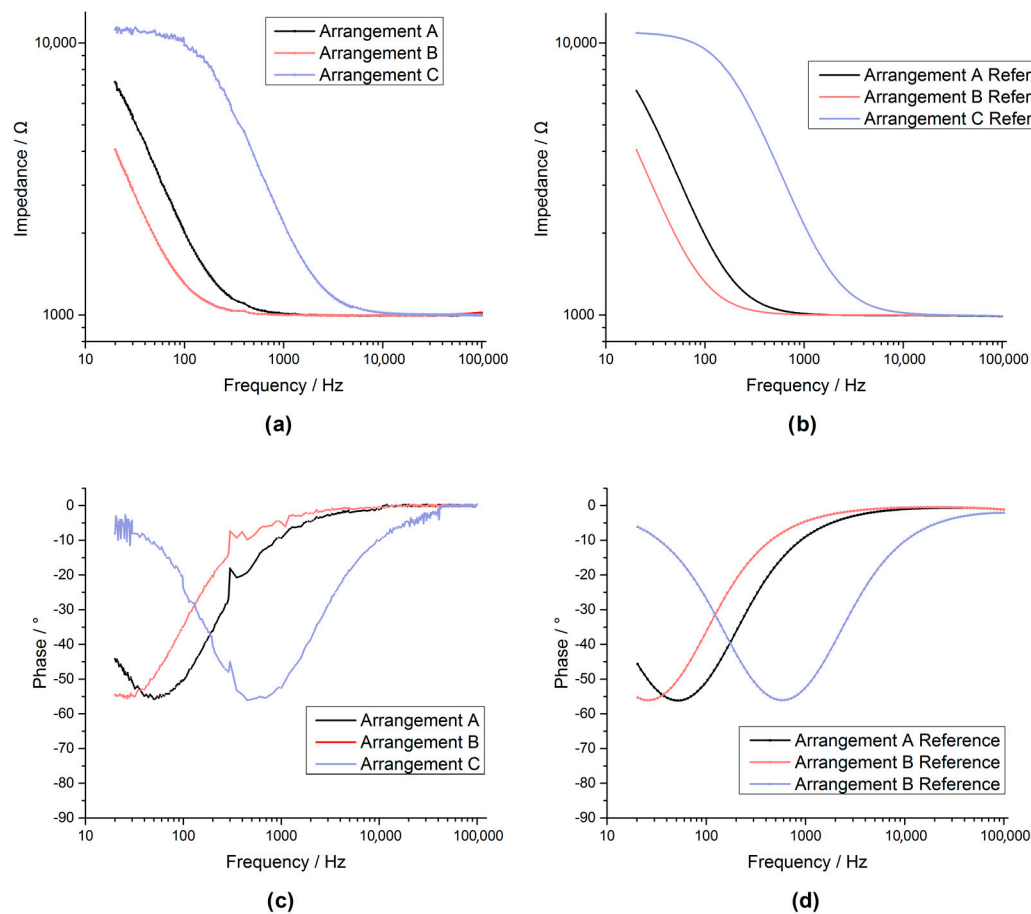 10,000
1000
Impedance / Ω
Arrangement A
Arrangement B
Arrangement C
10 100 1000 10,000 100,000
Frequency / Hz
(a)
10,000
1000
Impedance / Ω
Arrangement A Refere
Arrangement B Refere
Arrangement C Refere
10 100 1000 10,000 100,000
Frequency / Hz
(b)
0
-10
-20
-30
-40
-50
-60
-70
-80
-90
Phase / °
Arrangement A
Arrangement B
Arrangement C
10 100 1000 10,000 100,000
Frequency / Hz
(c)
0
-10
-20
-30
-40
-50
-60
-70
-80
-90
Phase / °
Arrangement A Reference
Arrangement B Reference
Arrangement B Reference
10 100 1000 10,000 100,000
Frequency / Hz
(d)